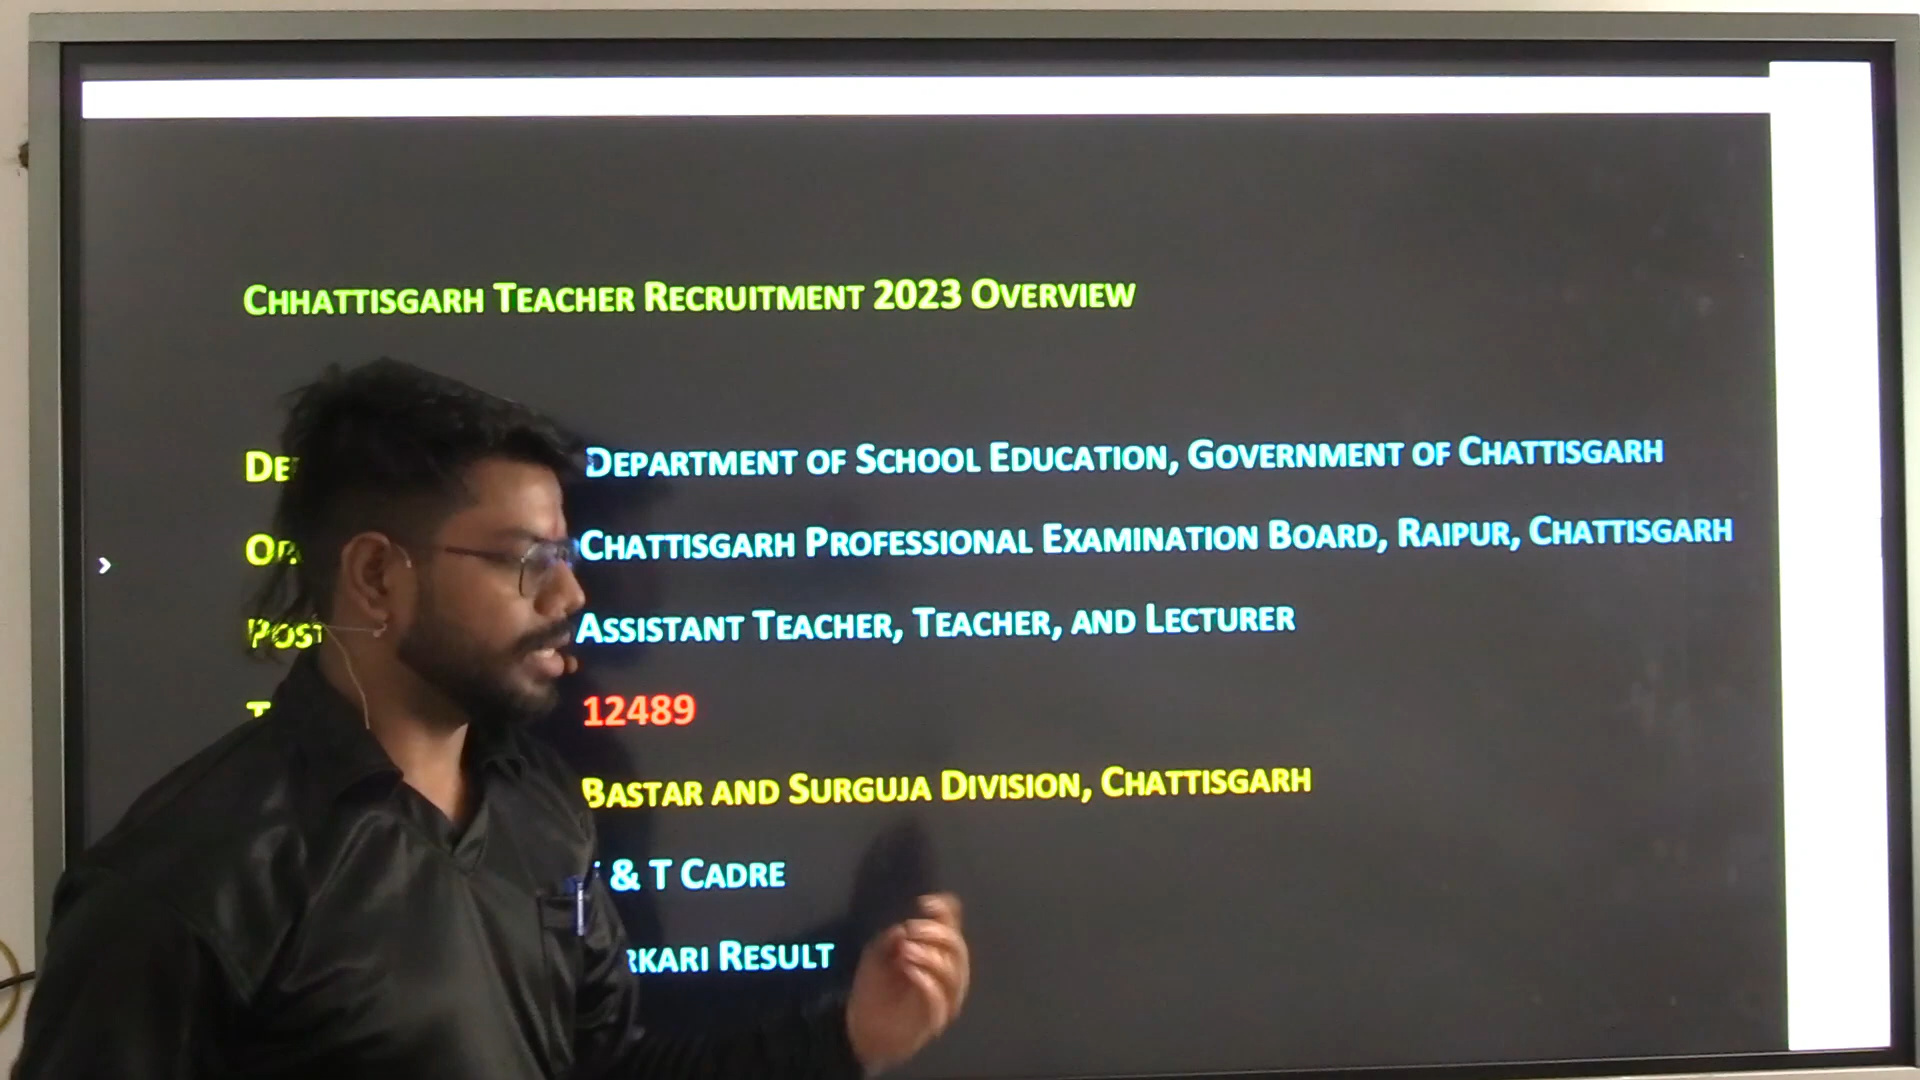 CHHATTISGARH TEACHER RECRUITMENT 2023 OVERVIEW
DEPARTMENT OF SCHOOL EDUCATION, GOVERNMENT OF CHATTISGARH
CHATTISGARH PROFESSIONAL EXAMINATION BOARD, RAIPUR, CHATTISGARH
POST ASSISTANT TEACHER, TEACHER, AND LECTURER
12489
BASTAR AND SURGUJA DIVISION, CHATTISGARH
& T CADRE
RESULT